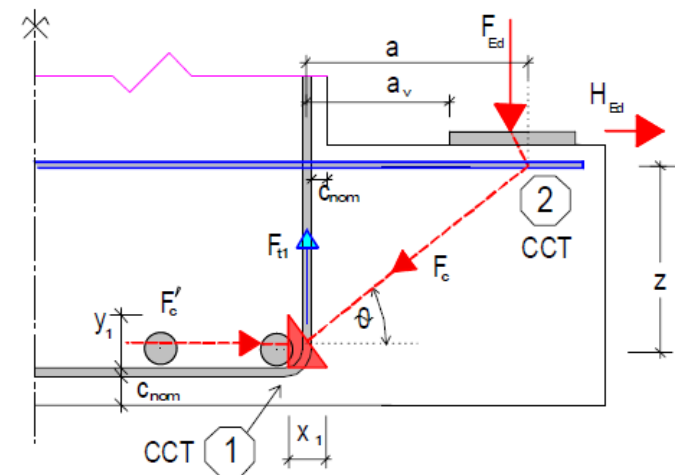 F_Ed
a
a_v
H_Ed
c_nom
2
CCT
F_t1
F_c
z
F_c'
y_1
ϑ
c_nom
CCT 1
x_1